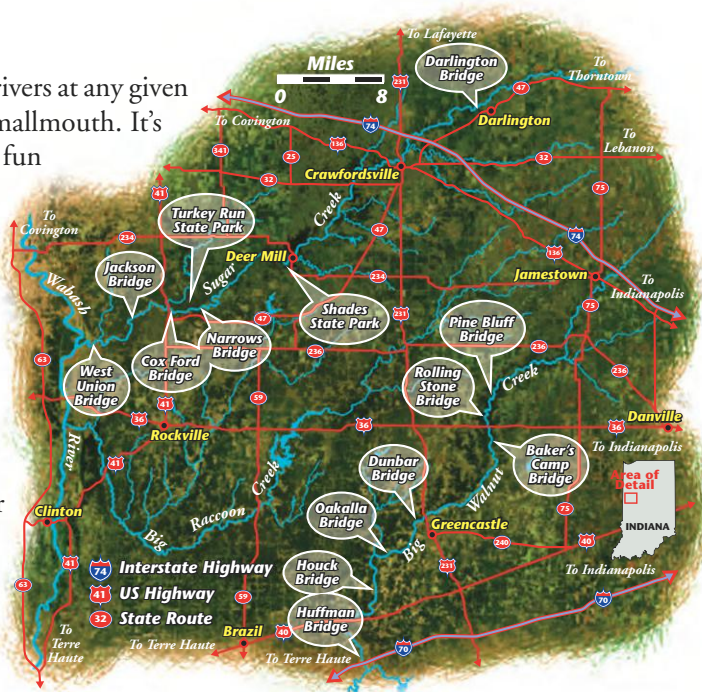 rivers at any given
mallmouth. It's
fun
r
Miles
0 8
To Lafayette
Darlington
Bridge
To
Thorntown
231
47
Darlington
To Covington
74
136
341
25
32
Crawfordsville
32
To
Lebanon
41
75
To
Covington
234
Turkey Run
State Park
Creek
47
74
136
Deer Mill
Jackson
Bridge
Sugar
234
Jamestown
To
Indianapolis
Wabash
Shades
State Park
75
231
Pine Bluff
Bridge
Narrows
Bridge
47
236
236
236
63
Cox Ford
Bridge
West
Union
Bridge
Rolling
Stone
Bridge
Creek
41
59
36
Rockville
36
36
Danville
River
41
Dunbar
Bridge
Baker's
Camp
Bridge
To Indianapolis
Walnut
Area of
Detail
INDIANA
Creek
Raccoon
Big
Oakalla
Bridge
Clinton
Big
Greencastle
75
240
40
41
74 Interstate Highway
41 US Highway
32 State Route
Houck
Bridge
231
To Indianapolis
63
59
Huffman
Bridge
70
To
Terre
Haute
To Terre Haute
Brazil
40
To Terre Haute
70